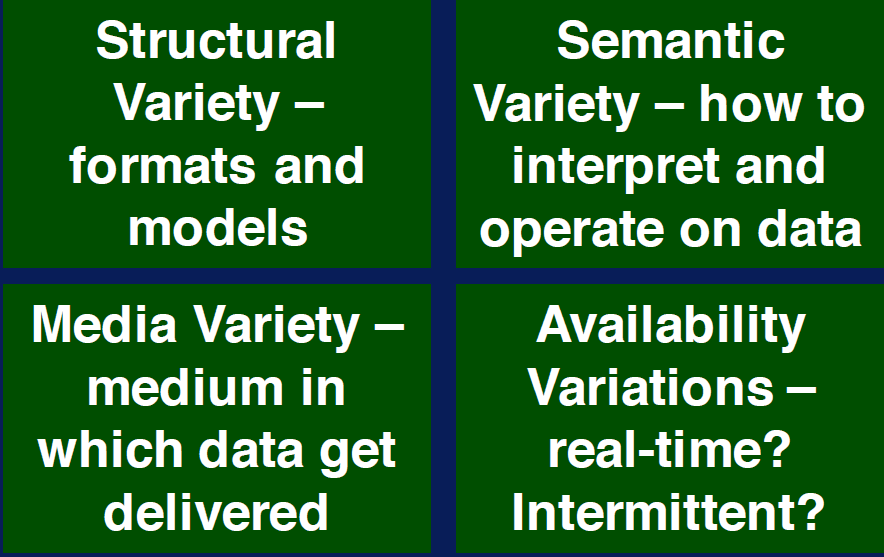 Structural
Variety –
formats and
models
Semantic
Variety – how to
interpret and
operate on data
Media Variety –
medium in
which data get
delivered
Availability
Variations –
real-time?
Intermittent?